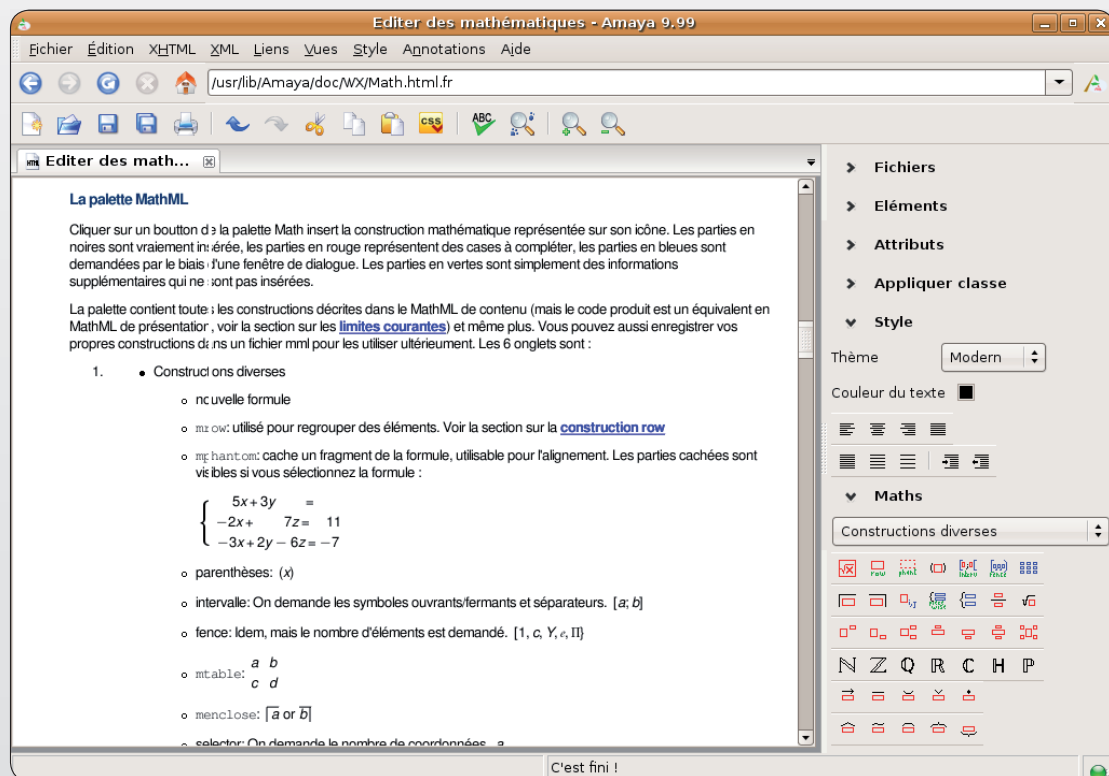 Editer des mathématiques - Amaya 9.99
Fichier Édition XHTML XML Liens Vues Style Annotations Aide
/usr/lib/Amaya/doc/WX/Math.html.fr
CSS ABC
Editer des math...
La palette MathML
Cliquer sur un boutton de la palette Math insert la construction mathématique représentée sur son icône. Les parties en
noires sont vraiement insérée, les parties en rouge représentent des cases à compléter, les parties en bleues sont
demandées par le biais d'une fenêtre de dialogue. Les parties en vertes sont simplement des informations
supplémentaires qui ne sont pas insérées.
La palette contient toutes les constructions décrites dans le MathML de contenu (mais le code produit est un équivalent en
MathML de présentation, voir la section sur les limites courantes) et même plus. Vous pouvez aussi enregistrer vos
propres constructions dans un fichier mml pour les utiliser ultérieument. Les 6 onglets sont :
1. • Constructions diverses
nouvelle formule
mrow: utilisé pour regrouper des éléments. Voir la section sur la construction row
mphantom: cache un fragment de la formule, utilisable pour l'alignement. Les parties cachées sont
visibles si vous sélectionnez la formule :
5x+3y =
−2x+ 7z= 11
−3x+2y − 6z= −7
parenthèses: (x)
intervalle: On demande les symboles ouvrants/fermants et séparateurs. [a; b]
fence: Idem, mais le nombre d'éléments est demandé. [1, c, Y, e, Π}
mtable: a b
c d
menclose: a or b
selector: On demande le nombre de coordonnées a
Fichiers
Eléments
Attributs
Appliquer classe
Style
Thème Modern
Couleur du texte
Maths
Constructions diverses
ℕ ℤ ℚ ℝ ℂ ℍ ℙ
C'est fini !